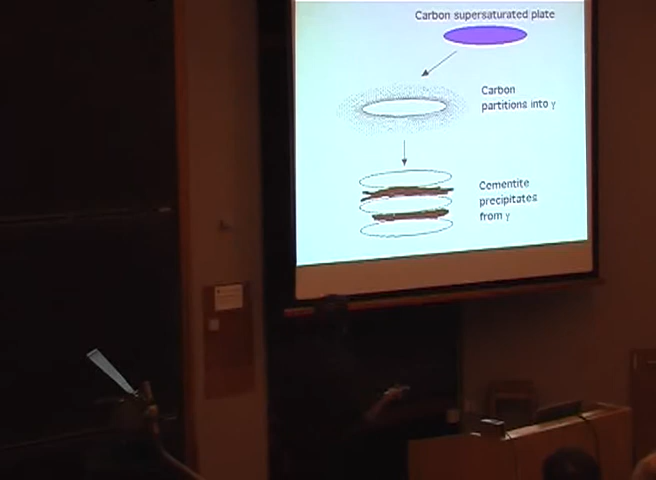 Carbon supersaturated plate
Carbon
partitions into γ
Cementite
precipitates
from γ